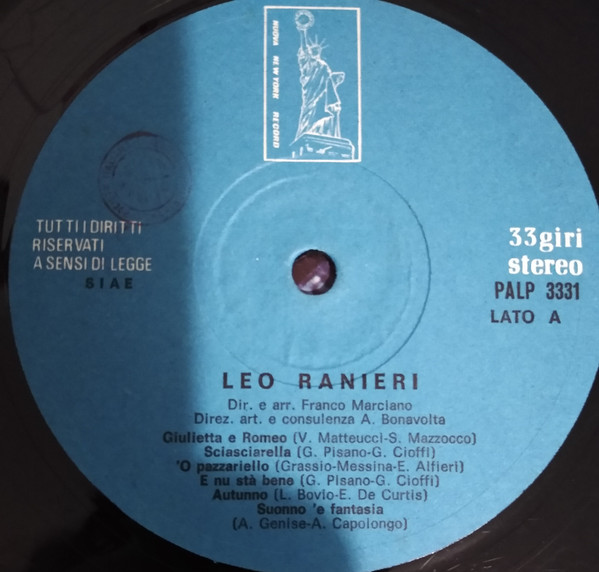 NUOVA NEW YORK RECORD
TUTTI I DIRITTI
RISERVATI
A SENSI DI LEGGE
SIAE
33giri
stereo
PALP 3331
LATO A
LEO RANIERI
Dir. e arr. Franco Marciano
Direz. art. e consulenza A. Bonavolta
Giulietta e Romeo (V. Matteucci-S. Mazzocco)
Sciasciarella (G. Pisano-G. Cioffi)
'O pazzariello (Grassio-Messina-E. Alfieri)
E nu stà bene (G. Pisano-G. Cioffi)
Autunno (L. Bovio-E. De Curtis)
Suonno 'e fantasia
(A. Genise-A. Capolongo)